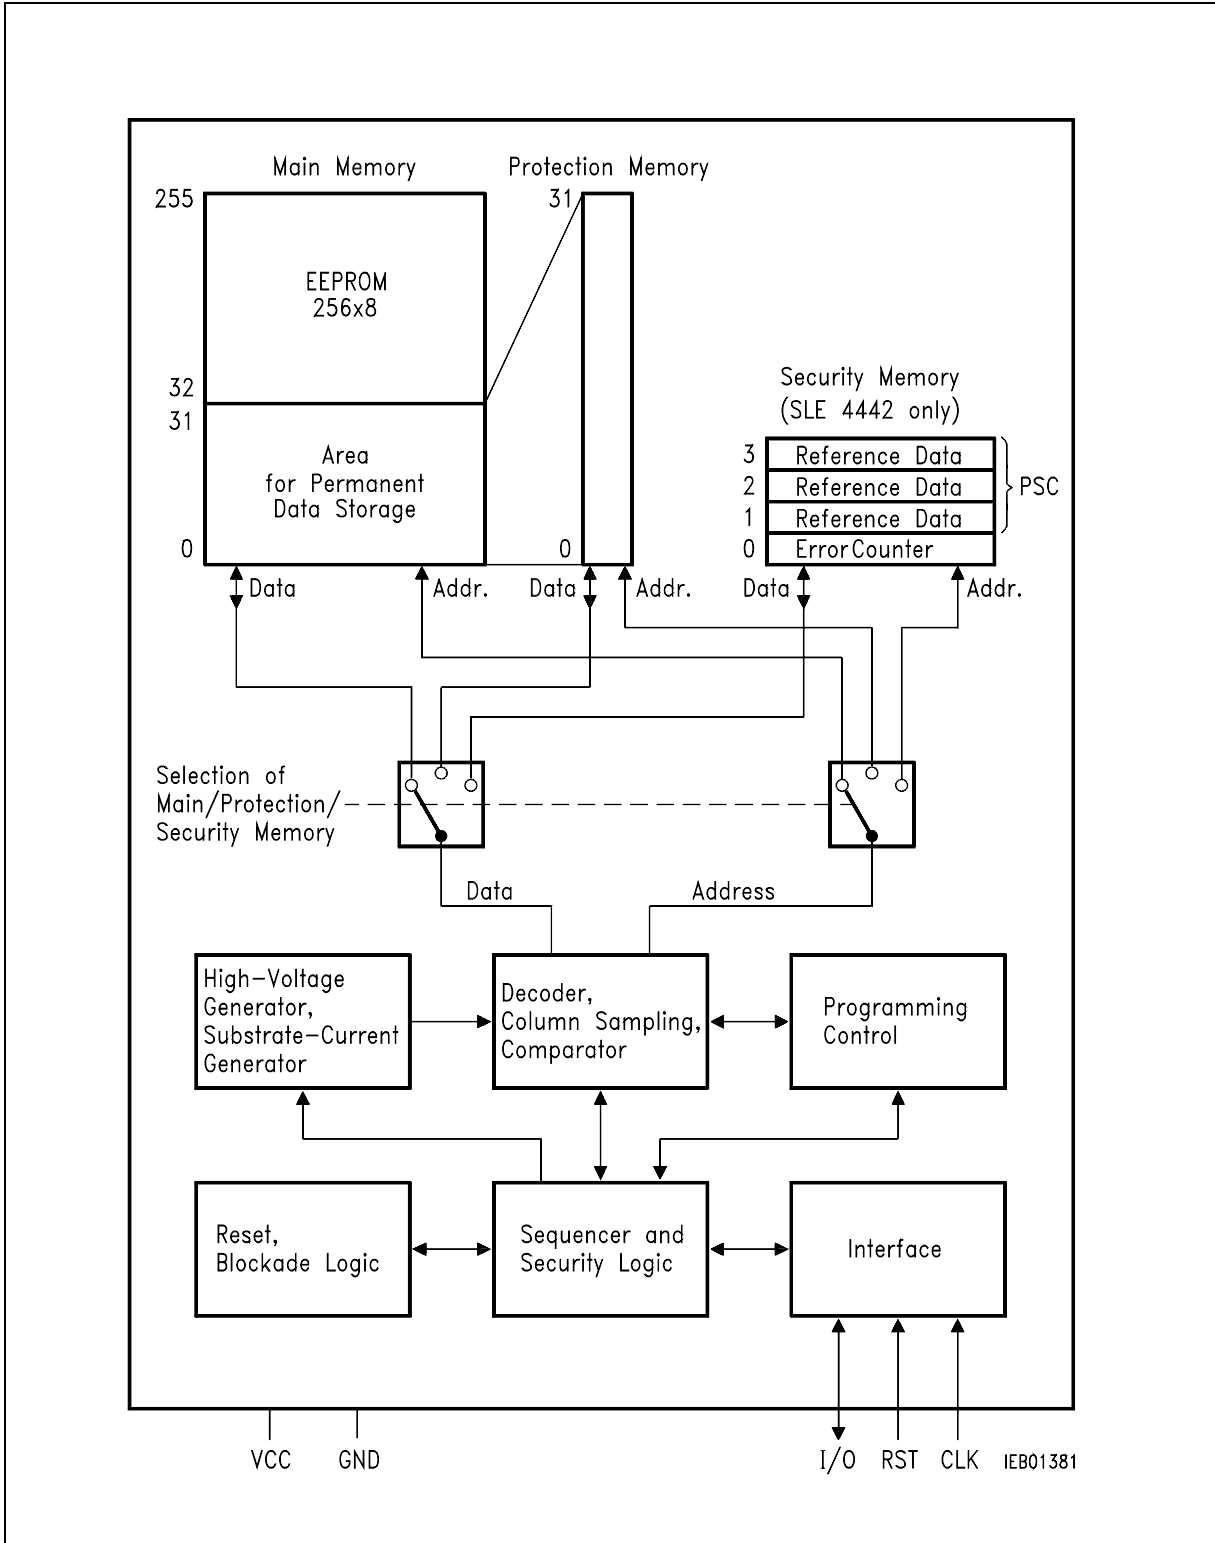 Main Memory
Protection Memory
255
31
EEPROM
256x8
32
31
Area
for Permanent
Data Storage
0
0
Security Memory
(SLE 4442 only)
3
Reference Data
2
Reference Data
PSC
1
Reference Data
0
ErrorCounter
Data
Addr.
Data
Addr.
Data
Addr.
Selection of
Main/Protection/
Security Memory
Data
Address
High-Voltage
Generator,
Substrate-Current
Generator
Decoder,
Column Sampling,
Comparator
Programming
Control
Reset,
Blockade Logic
Sequencer and
Security Logic
Interface
VCC
GND
I/O
RST
CLK
IEB01381